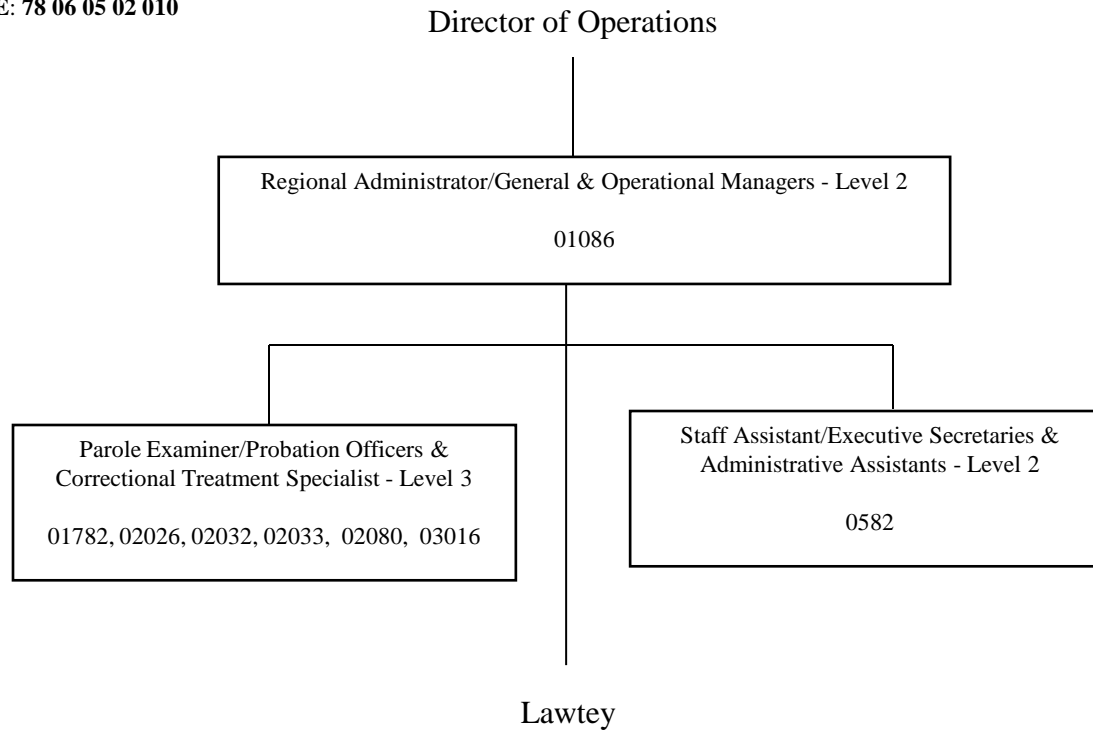 E: 78 06 05 02 010
Director of Operations
Regional Administrator/General & Operational Managers - Level 2
01086
Parole Examiner/Probation Officers &
Correctional Treatment Specialist - Level 3
01782, 02026, 02032, 02033, 02080, 03016
Staff Assistant/Executive Secretaries &
Administrative Assistants - Level 2
0582
Lawtey